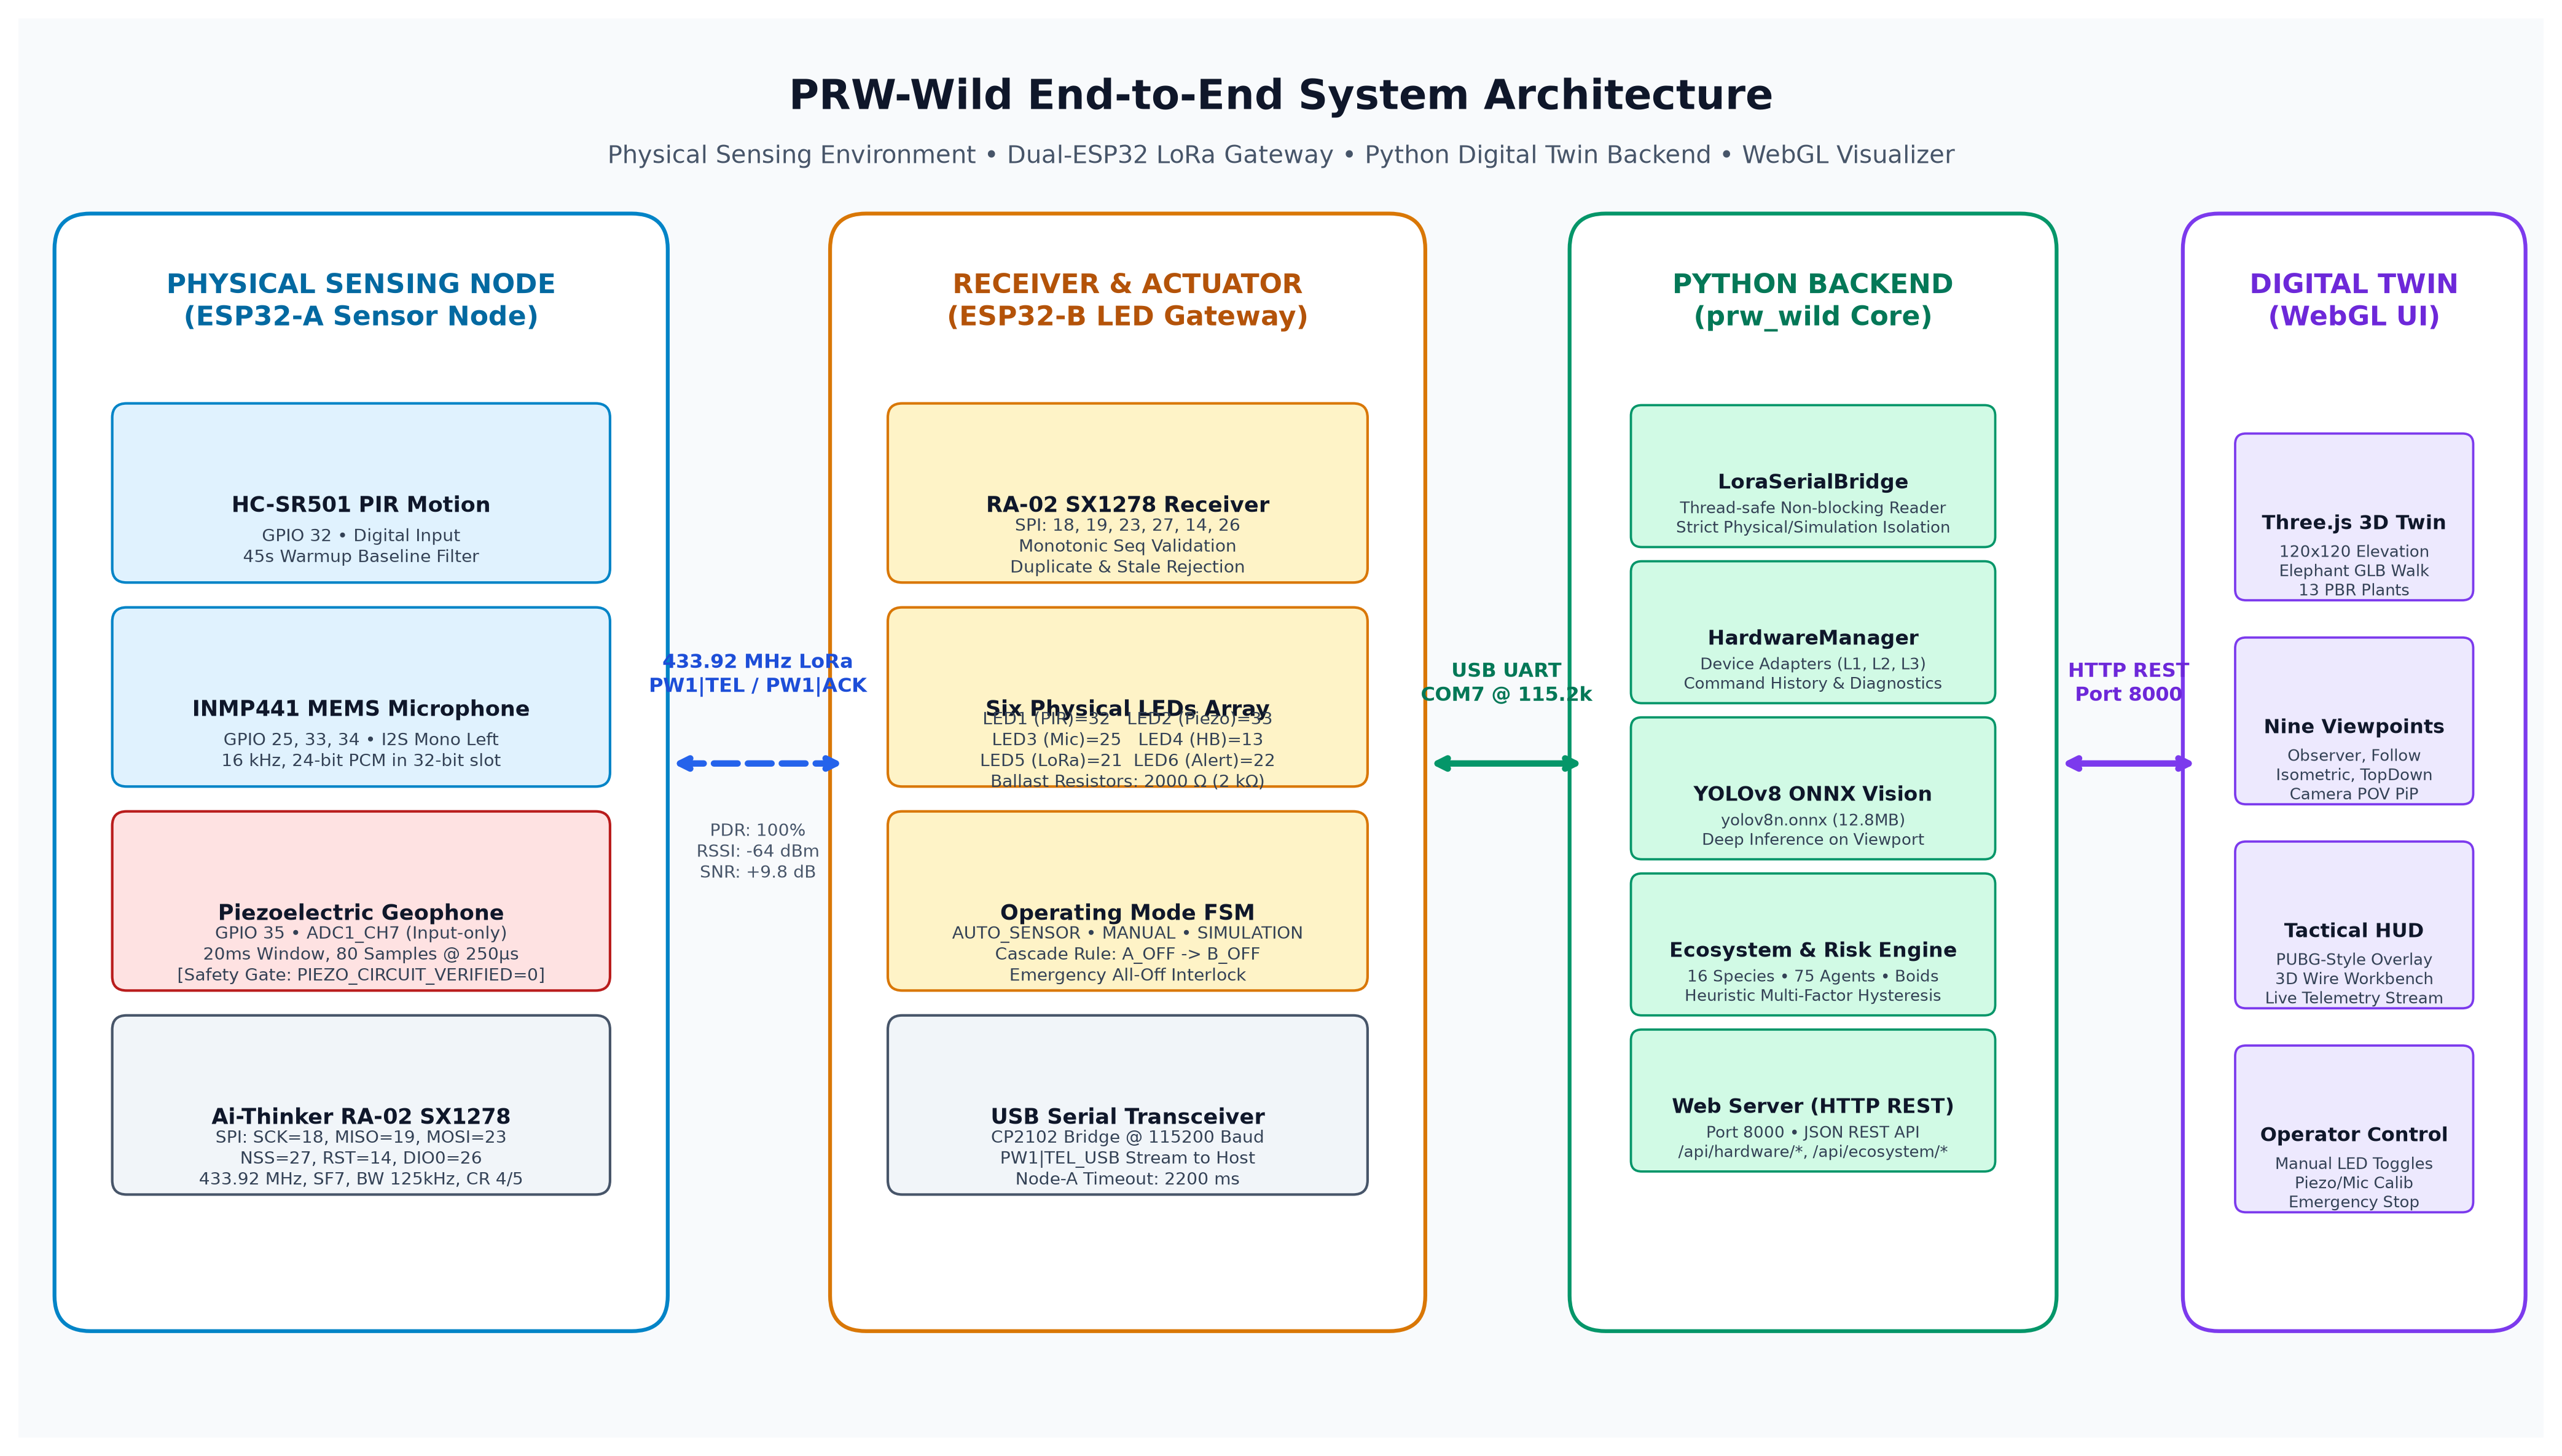 PRW-Wild End-to-End System Architecture
Physical Sensing Environment • Dual-ESP32 LoRa Gateway • Python Digital Twin Backend • WebGL Visualizer
PHYSICAL SENSING NODE
(ESP32-A Sensor Node)
HC-SR501 PIR Motion
GPIO 32 • Digital Input
45s Warmup Baseline Filter
INMP441 MEMS Microphone
GPIO 25, 33, 34 • I2S Mono Left
16 kHz, 24-bit PCM in 32-bit slot
Piezoelectric Geophone
GPIO 35 • ADC1_CH7 (Input-only)
20ms Window, 80 Samples @ 250µs
[Safety Gate: PIEZO_CIRCUIT_VERIFIED=0]
Ai-Thinker RA-02 SX1278
SPI: SCK=18, MISO=19, MOSI=23
NSS=27, RST=14, DIO0=26
433.92 MHz, SF7, BW 125kHz, CR 4/5
433.92 MHz LoRa
PW1|TEL / PW1|ACK
PDR: 100%
RSSI: -64 dBm
SNR: +9.8 dB
RECEIVER & ACTUATOR
(ESP32-B LED Gateway)
RA-02 SX1278 Receiver
SPI: 18, 19, 23, 27, 14, 26
Monotonic Seq Validation
Duplicate & Stale Rejection
Six Physical LEDs Array
LED1 (PIR)=32   LED2 (Piezo)=33
LED3 (Mic)=25   LED4 (HB)=13
LED5 (LoRa)=21  LED6 (Alert)=22
Ballast Resistors: 2000 Ω (2 kΩ)
Operating Mode FSM
AUTO_SENSOR • MANUAL • SIMULATION
Cascade Rule: A_OFF -> B_OFF
Emergency All-Off Interlock
USB Serial Transceiver
CP2102 Bridge @ 115200 Baud
PW1|TEL_USB Stream to Host
Node-A Timeout: 2200 ms
USB UART
COM7 @ 115.2k
PYTHON BACKEND
(prw_wild Core)
LoraSerialBridge
Thread-safe Non-blocking Reader
Strict Physical/Simulation Isolation
HardwareManager
Device Adapters (L1, L2, L3)
Command History & Diagnostics
YOLOv8 ONNX Vision
yolov8n.onnx (12.8MB)
Deep Inference on Viewport
Ecosystem & Risk Engine
16 Species • 75 Agents • Boids
Heuristic Multi-Factor Hysteresis
Web Server (HTTP REST)
Port 8000 • JSON REST API
/api/hardware/*, /api/ecosystem/*
HTTP REST
Port 8000
DIGITAL TWIN
(WebGL UI)
Three.js 3D Twin
120x120 Elevation
Elephant GLB Walk
13 PBR Plants
Nine Viewpoints
Observer, Follow
Isometric, TopDown
Camera POV PiP
Tactical HUD
PUBG-Style Overlay
3D Wire Workbench
Live Telemetry Stream
Operator Control
Manual LED Toggles
Piezo/Mic Calib
Emergency Stop